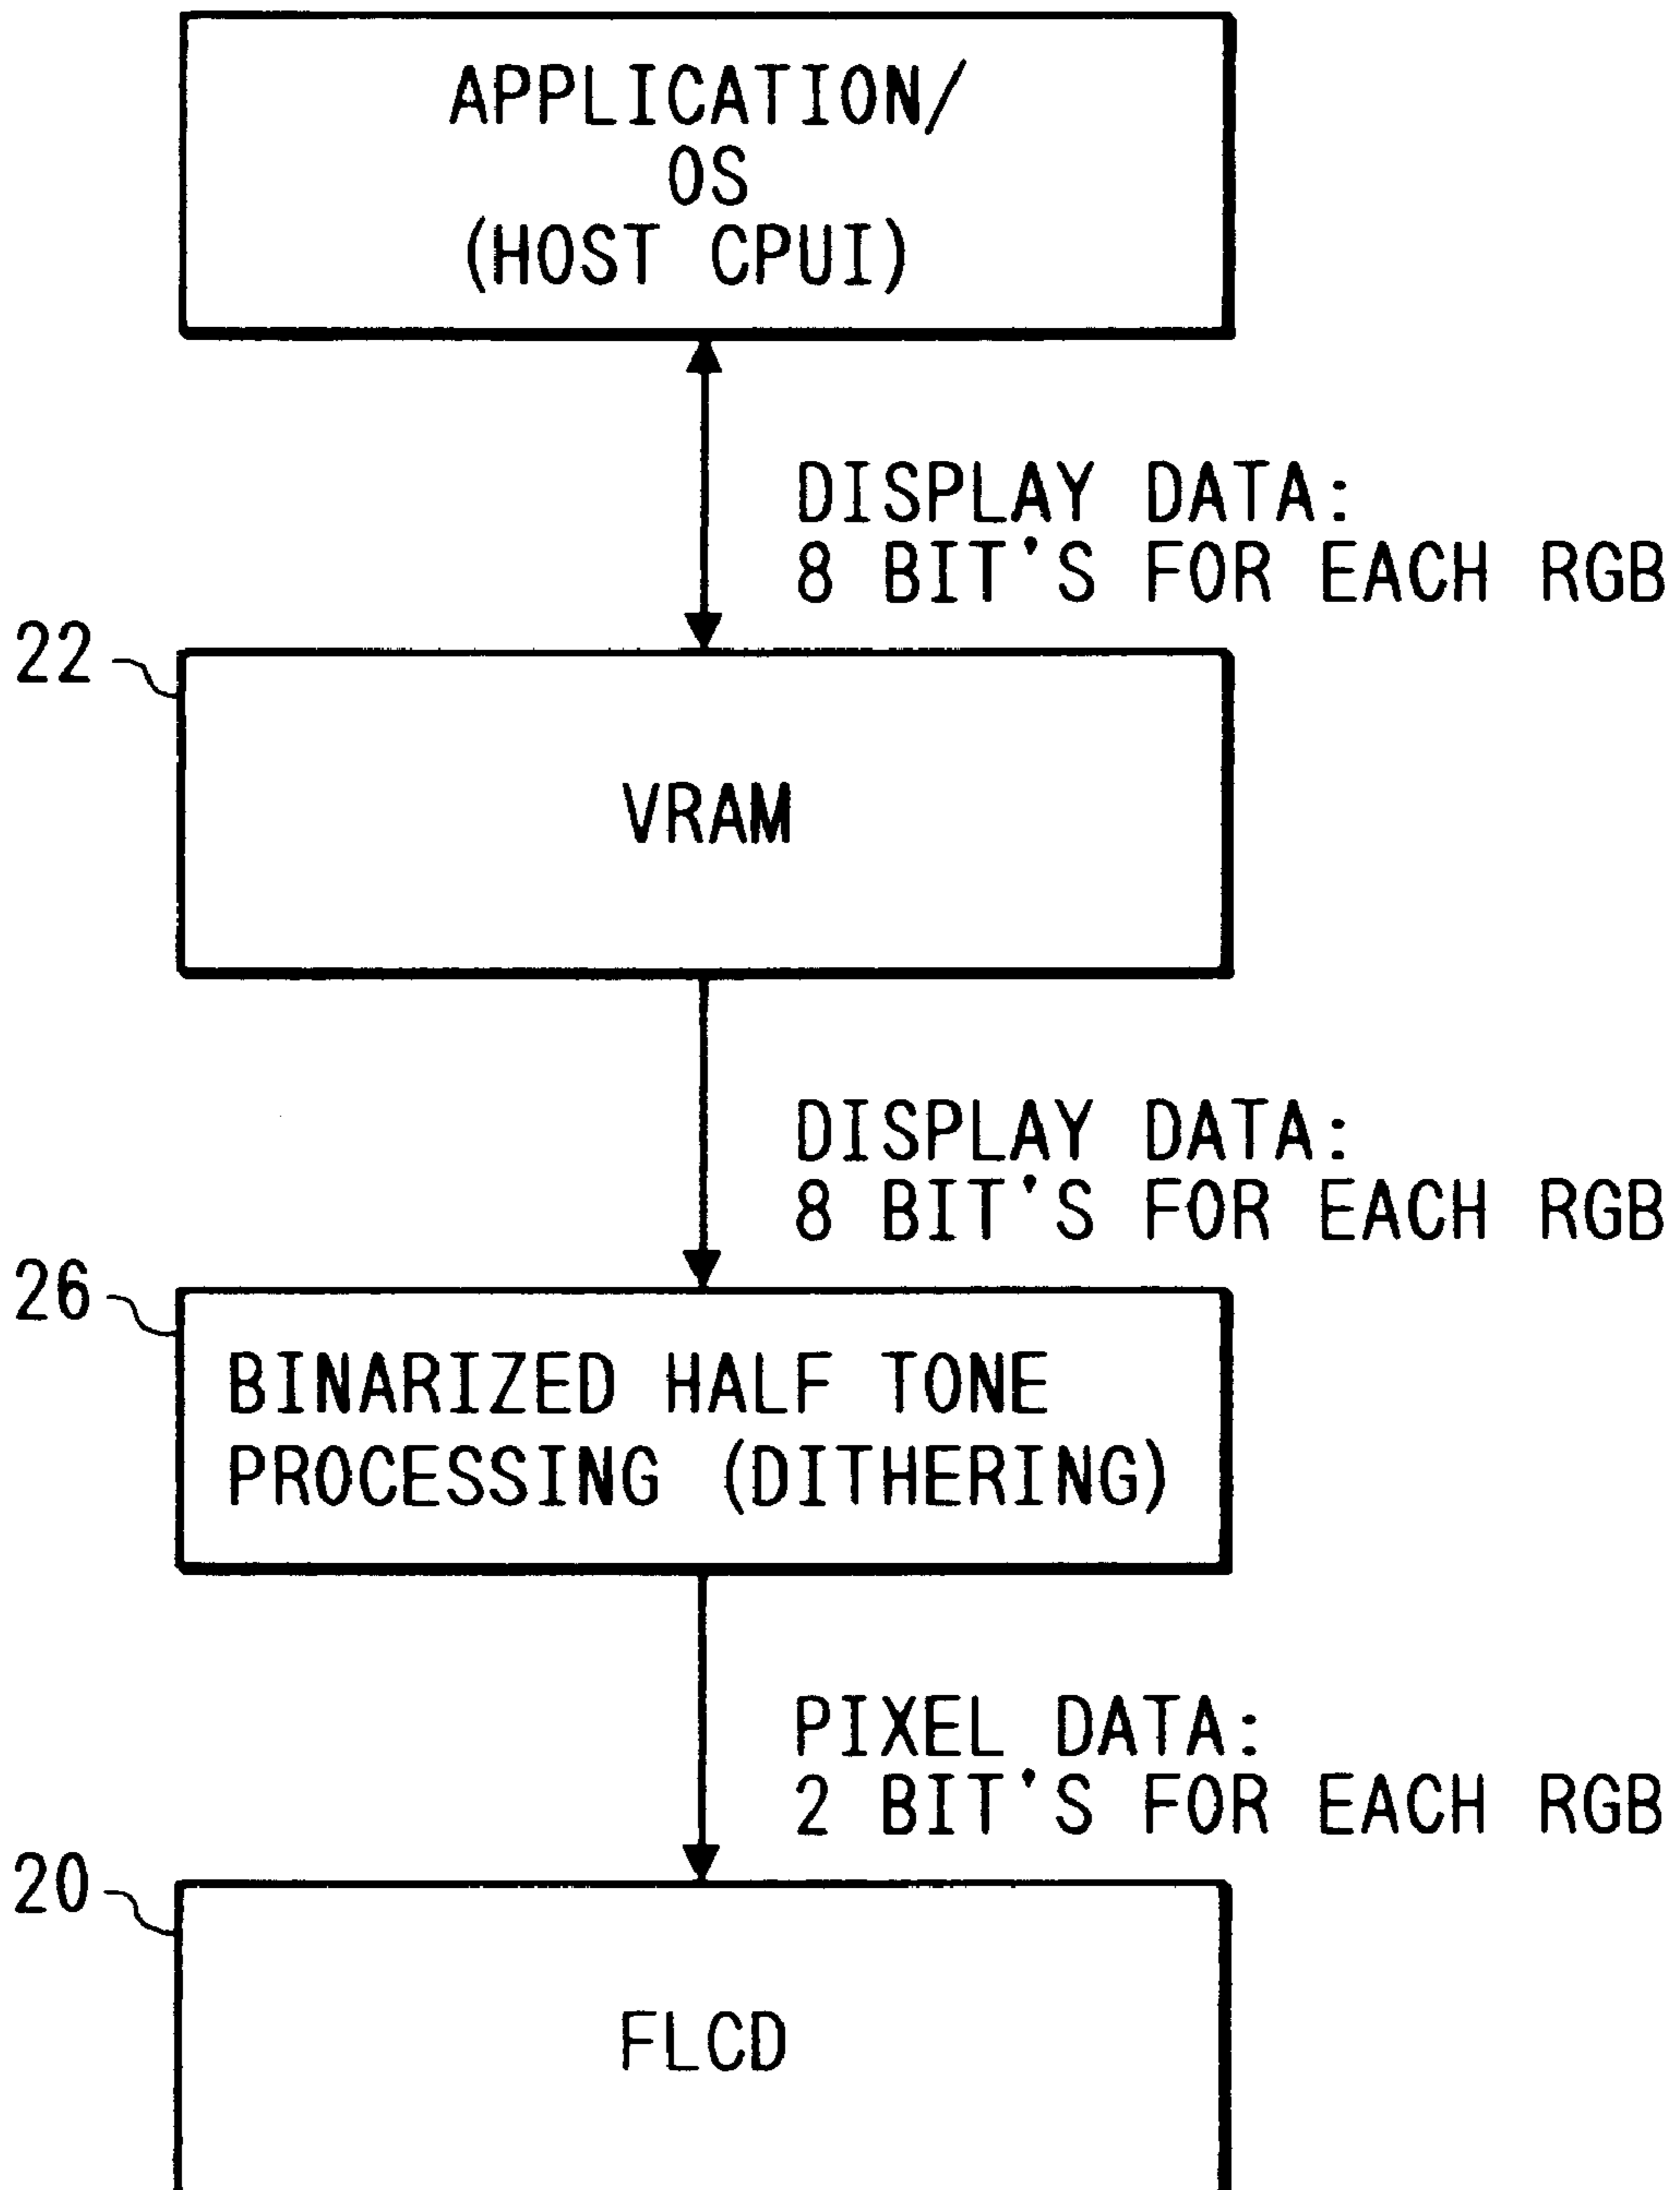 APPLICATION/
OS
(HOST CPUI)
DISPLAY DATA:
8 BIT'S FOR EACH RGB
22
VRAM
DISPLAY DATA:
8 BIT'S FOR EACH RGB
26
BINARIZED HALF TONE
PROCESSING (DITHERING)
PIXEL DATA:
2 BIT'S FOR EACH RGB
20
FLCD